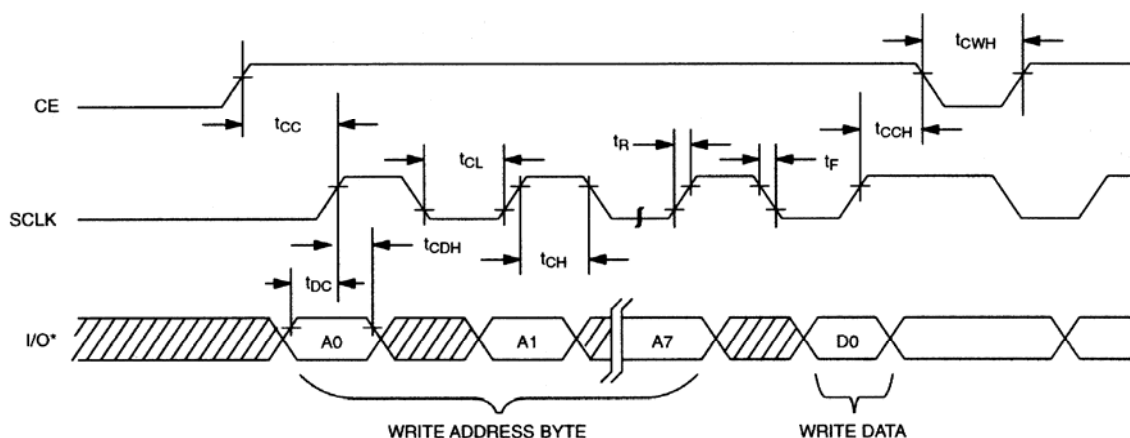 tCWH
CE
tCC
tCCH
tCL
tR
tF
SCLK
tCDH
tCH
tDC
I/O*
A0
A1
A7
D0
WRITE ADDRESS BYTE
WRITE DATA